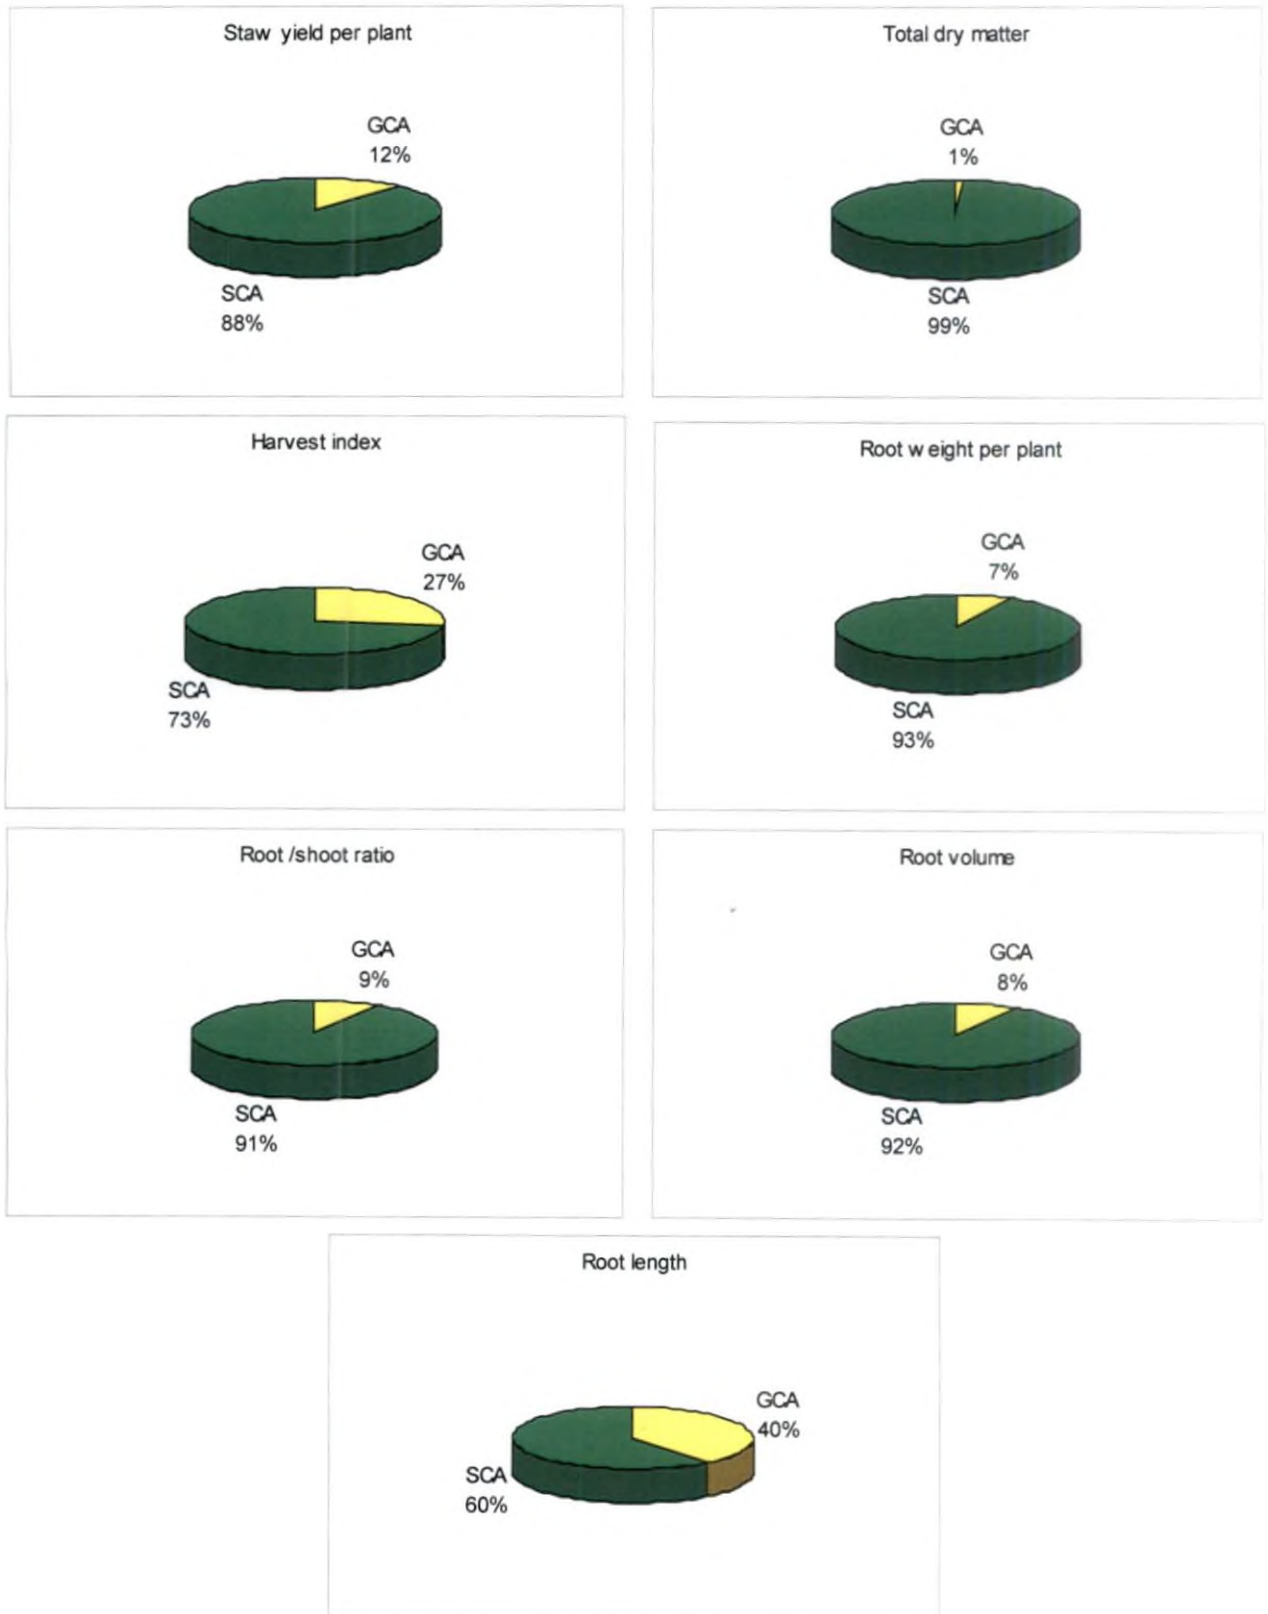 Staw yield per plant
GCA
12%
SCA
88%
Total dry matter
GCA
1%
SCA
99%
Harvest index
GCA
27%
SCA
73%
Root weight per plant
GCA
7%
SCA
93%
Root /shoot ratio
GCA
9%
SCA
91%
Root volume
GCA
8%
SCA
92%
Root length
GCA
40%
SCA
60%